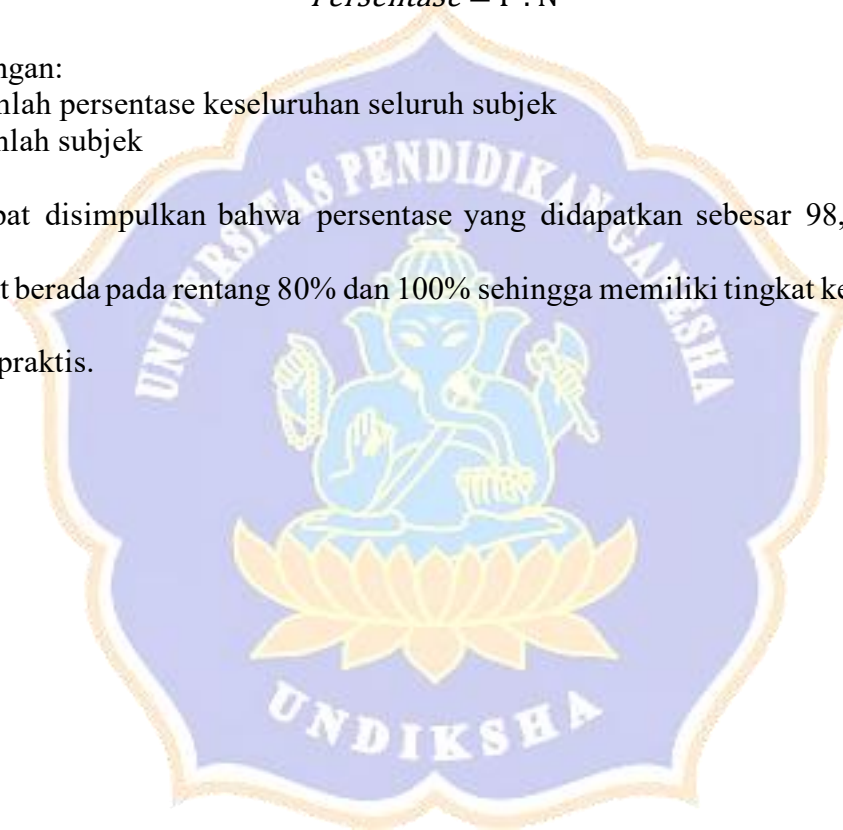 Persentase = F : N
ngan:
nlah persentase keseluruhan seluruh subjek
nlah subjek
pat disimpulkan bahwa persentase yang didapatkan sebesar 98,
t berada pada rentang 80% dan 100% sehingga memiliki tingkat ke
praktis.
UNIVERSITAS PENDIDIKAN GANESHA
UNDIKSHA